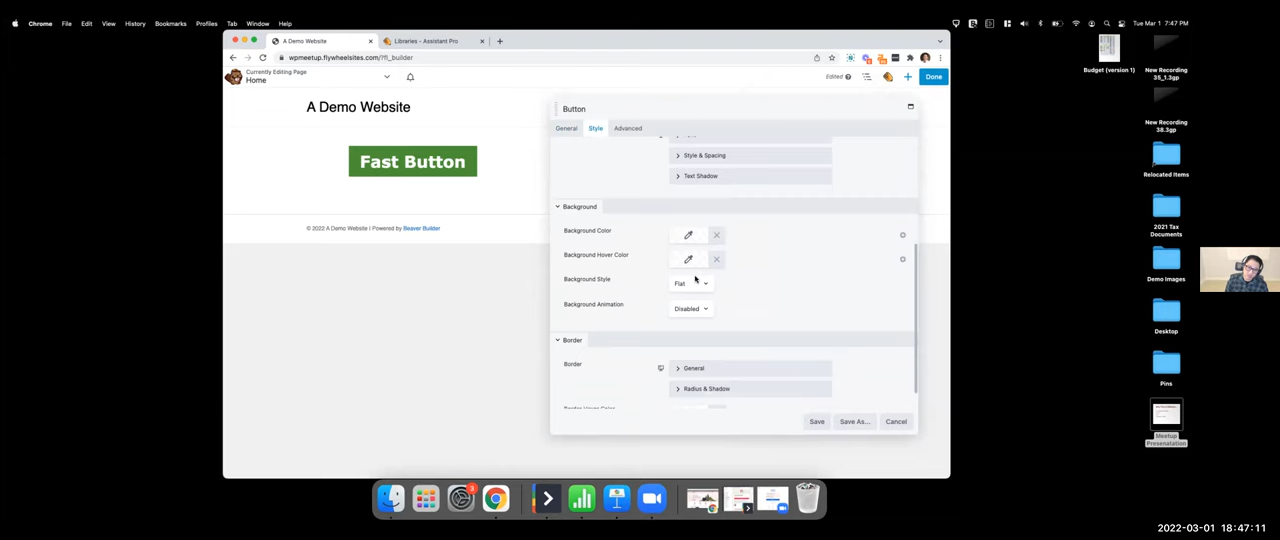 Chrome File Edit View History Bookmarks Profiles Tab Window Help
Tue Mar 1 7:47 PM
A Demo Website
Libraries - Assistant Pro
wpmeetup.flywheelsites.com/?fl_builder
Currently Editing Page
Home
Edited
Done
A Demo Website
Fast Button
© 2022 A Demo Website | Powered by Beaver Builder
Button
General Style Advanced
Style & Spacing
Text Shadow
Background
Background Color
Background Hover Color
Background Style
Flat
Background Animation
Disabled
Border
Border
General
Radius & Shadow
Border Hover Color
Save Save As... Cancel
Budget (version 1)
New Recording
35_1.3gp
New Recording
38.3gp
Relocated Items
2021 Tax
Documents
Demo Images
Desktop
Pins
Meetup
Presenatation
3
2022-03-01 18:47:11